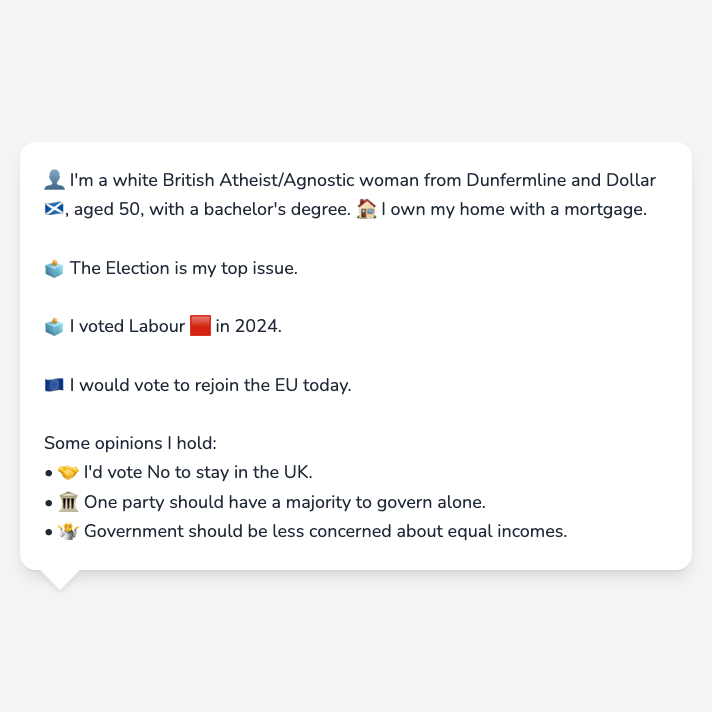 👤 I'm a white British Atheist/Agnostic woman from Dunfermline and Dollar
🏴󠁧󠁢󠁳󠁣󠁴󠁿, aged 50, with a bachelor's degree. 🏠 I own my home with a mortgage.
🗳️ The Election is my top issue.
🗳️ I voted Labour 🟥 in 2024.
🇪🇺 I would vote to rejoin the EU today.
Some opinions I hold:
• 🤝 I'd vote No to stay in the UK.
• 🏛️ One party should have a majority to govern alone.
• 🤷 Government should be less concerned about equal incomes.